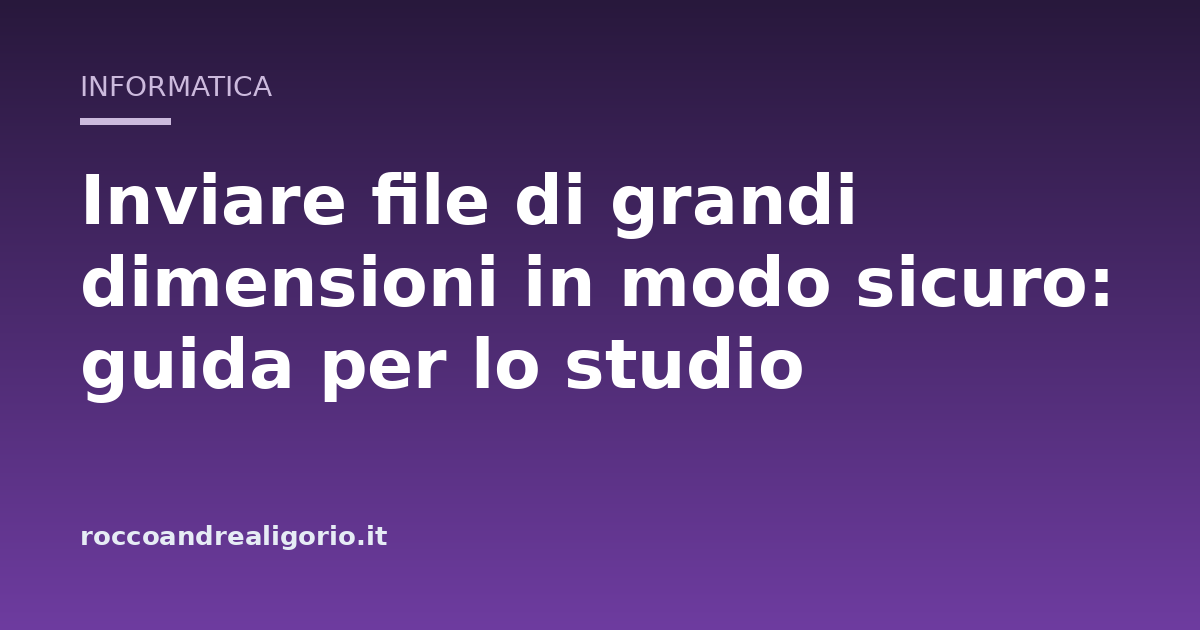 INFORMATICA
Inviare file di grandi
dimensioni in modo sicuro:
guida per lo studio
roccoandrealigorio.it